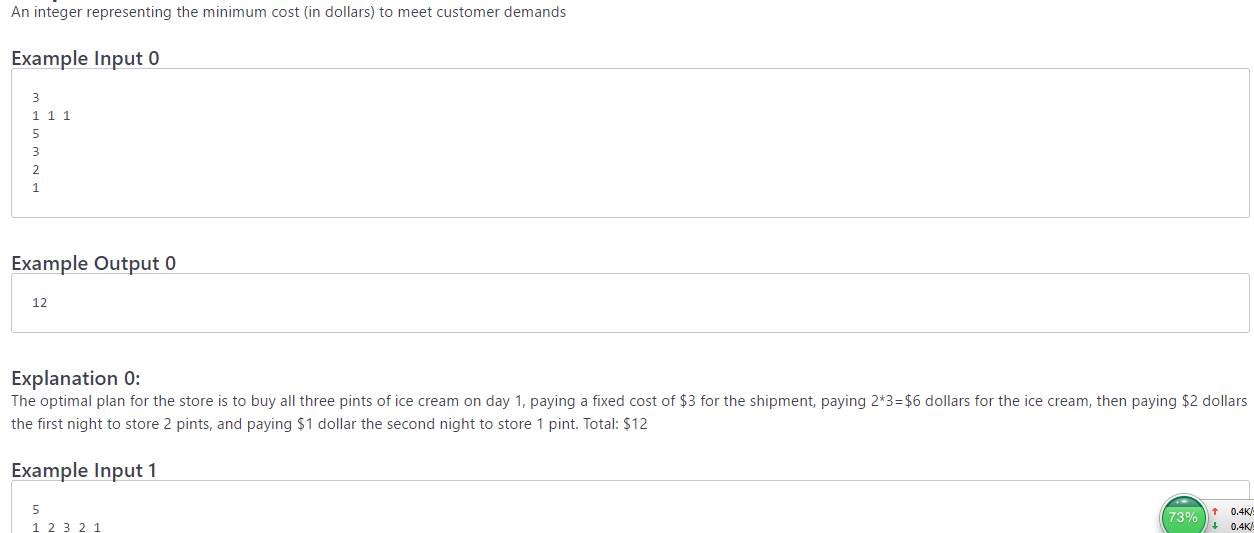 An integer representing the minimum cost (in dollars) to meet customer demands
Example Input 0
3
1 1 1
5
3
2
1
Example Output 0
12
Explanation 0:
The optimal plan for the store is to buy all three pints of ice cream on day 1, paying a fixed cost of $3 for the shipment, paying 2*3=$6 dollars for the ice cream, then paying $2 dollars
the first night to store 2 pints, and paying $1 dollar the second night to store 1 pint. Total: $12
Example Input 1
5
1 2 3 2 1
73%
↑ 0.4K/
↓ 0.4K/